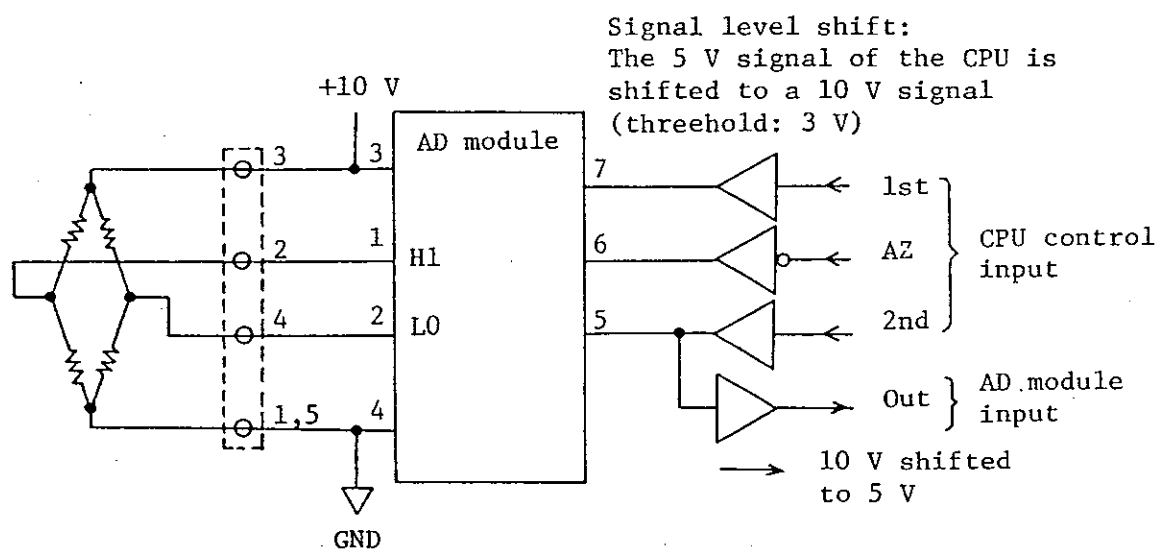 Signal level shift:
The 5 V signal of the CPU is
shifted to a 10 V signal
(threehold: 3 V)
+10 V
AD module
3
3
7
1st
2
1
H1
6
AZ
CPU control
input
4
2
L0
5
2nd
Out
AD module
input
1,5
4
10 V shifted
to 5 V
GND